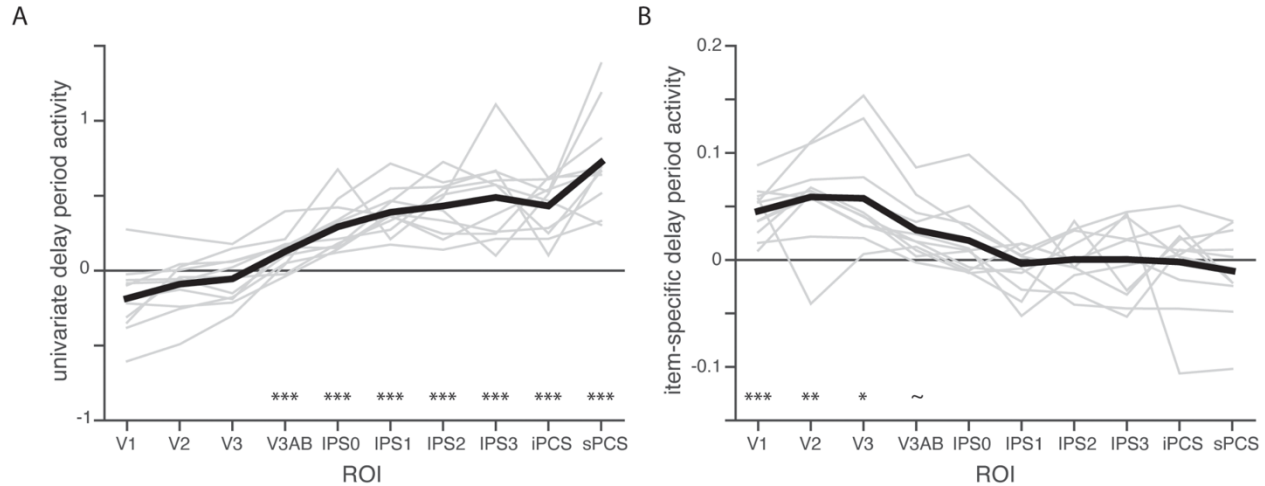 A
univariate delay period activity
1
0
-1
*** *** *** *** *** *** ***
V1 V2 V3 V3AB IPS0 IPS1 IPS2 IPS3 iPCS sPCS
ROI
B
item-specific delay period activity
0.2
0.1
0
-0.1
*** ** * ~
V1 V2 V3 V3AB IPS0 IPS1 IPS2 IPS3 iPCS sPCS
ROI